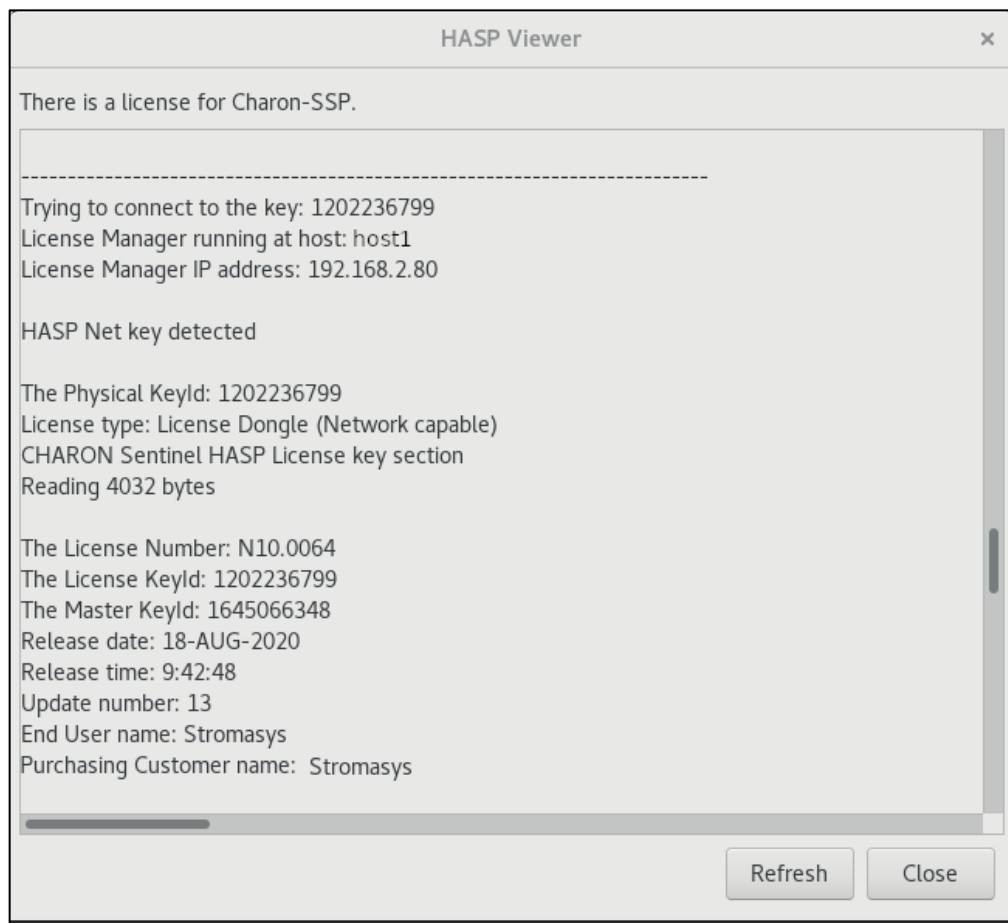 HASP Viewer ×
There is a license for Charon-SSP.
--------------------------------------------------------------------------
Trying to connect to the key: 1202236799
License Manager running at host: host1
License Manager IP address: 192.168.2.80
HASP Net key detected
The Physical KeyId: 1202236799
License type: License Dongle (Network capable)
CHARON Sentinel HASP License key section
Reading 4032 bytes
The License Number: N10.0064
The License KeyId: 1202236799
The Master KeyId: 1645066348
Release date: 18-AUG-2020
Release time: 9:42:48
Update number: 13
End User name: Stromasys
Purchasing Customer name: Stromasys
Refresh Close